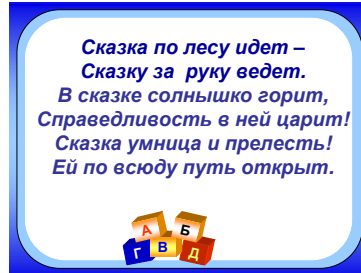 Сказка по лесу идет –
Сказку за руку ведет.
В сказке солнышко горит,
Справедливость в ней царит!
Сказка умница и прелесть!
Ей по всюду путь открыт.
А Б
Г В Д